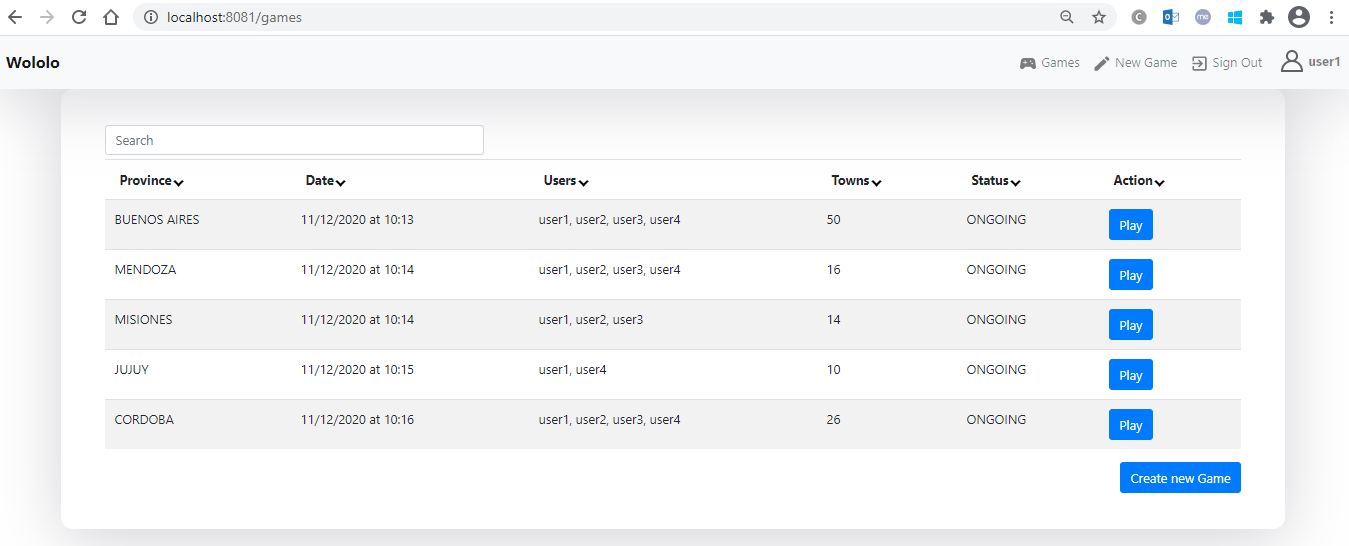 localhost:8081/games
Wololo Games New Game Sign Out user1
Search
Province Date Users Towns Status Action
BUENOS AIRES 11/12/2020 at 10:13 user1, user2, user3, user4 50 ONGOING Play
MENDOZA 11/12/2020 at 10:14 user1, user2, user3, user4 16 ONGOING Play
MISIONES 11/12/2020 at 10:14 user1, user2, user3 14 ONGOING Play
JUJUY 11/12/2020 at 10:15 user1, user4 10 ONGOING Play
CORDOBA 11/12/2020 at 10:16 user1, user2, user3, user4 26 ONGOING Play
Create new Game